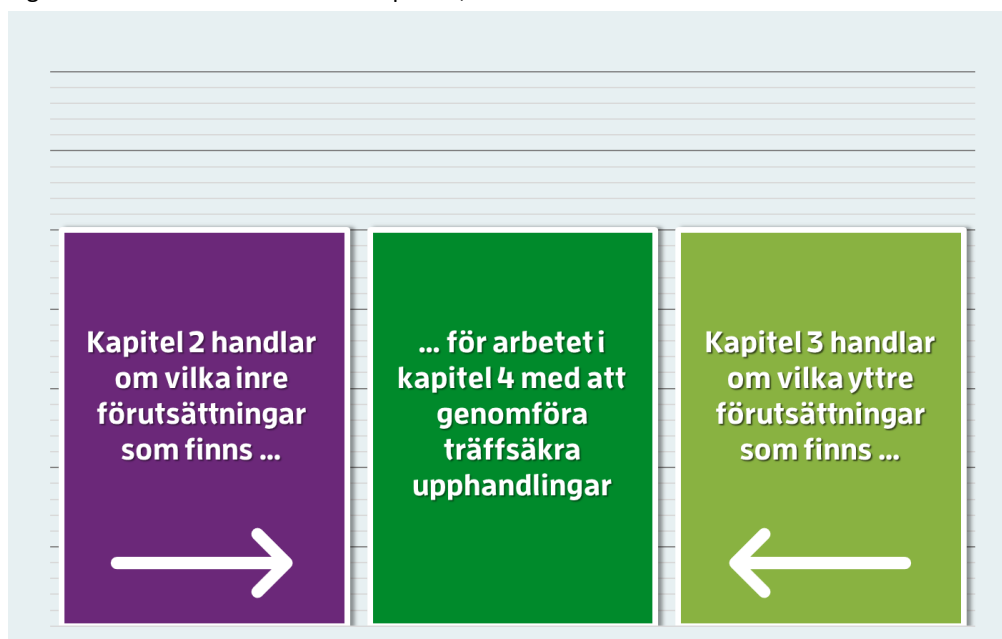 Kapitel 2 handlar
om vilka inre
förutsättningar
som finns ...
... för arbetet i
kapitel 4 med att
genomföra
träffsäkra
upphandlingar
Kapitel 3 handlar
om vilka yttre
förutsättningar
som finns ...